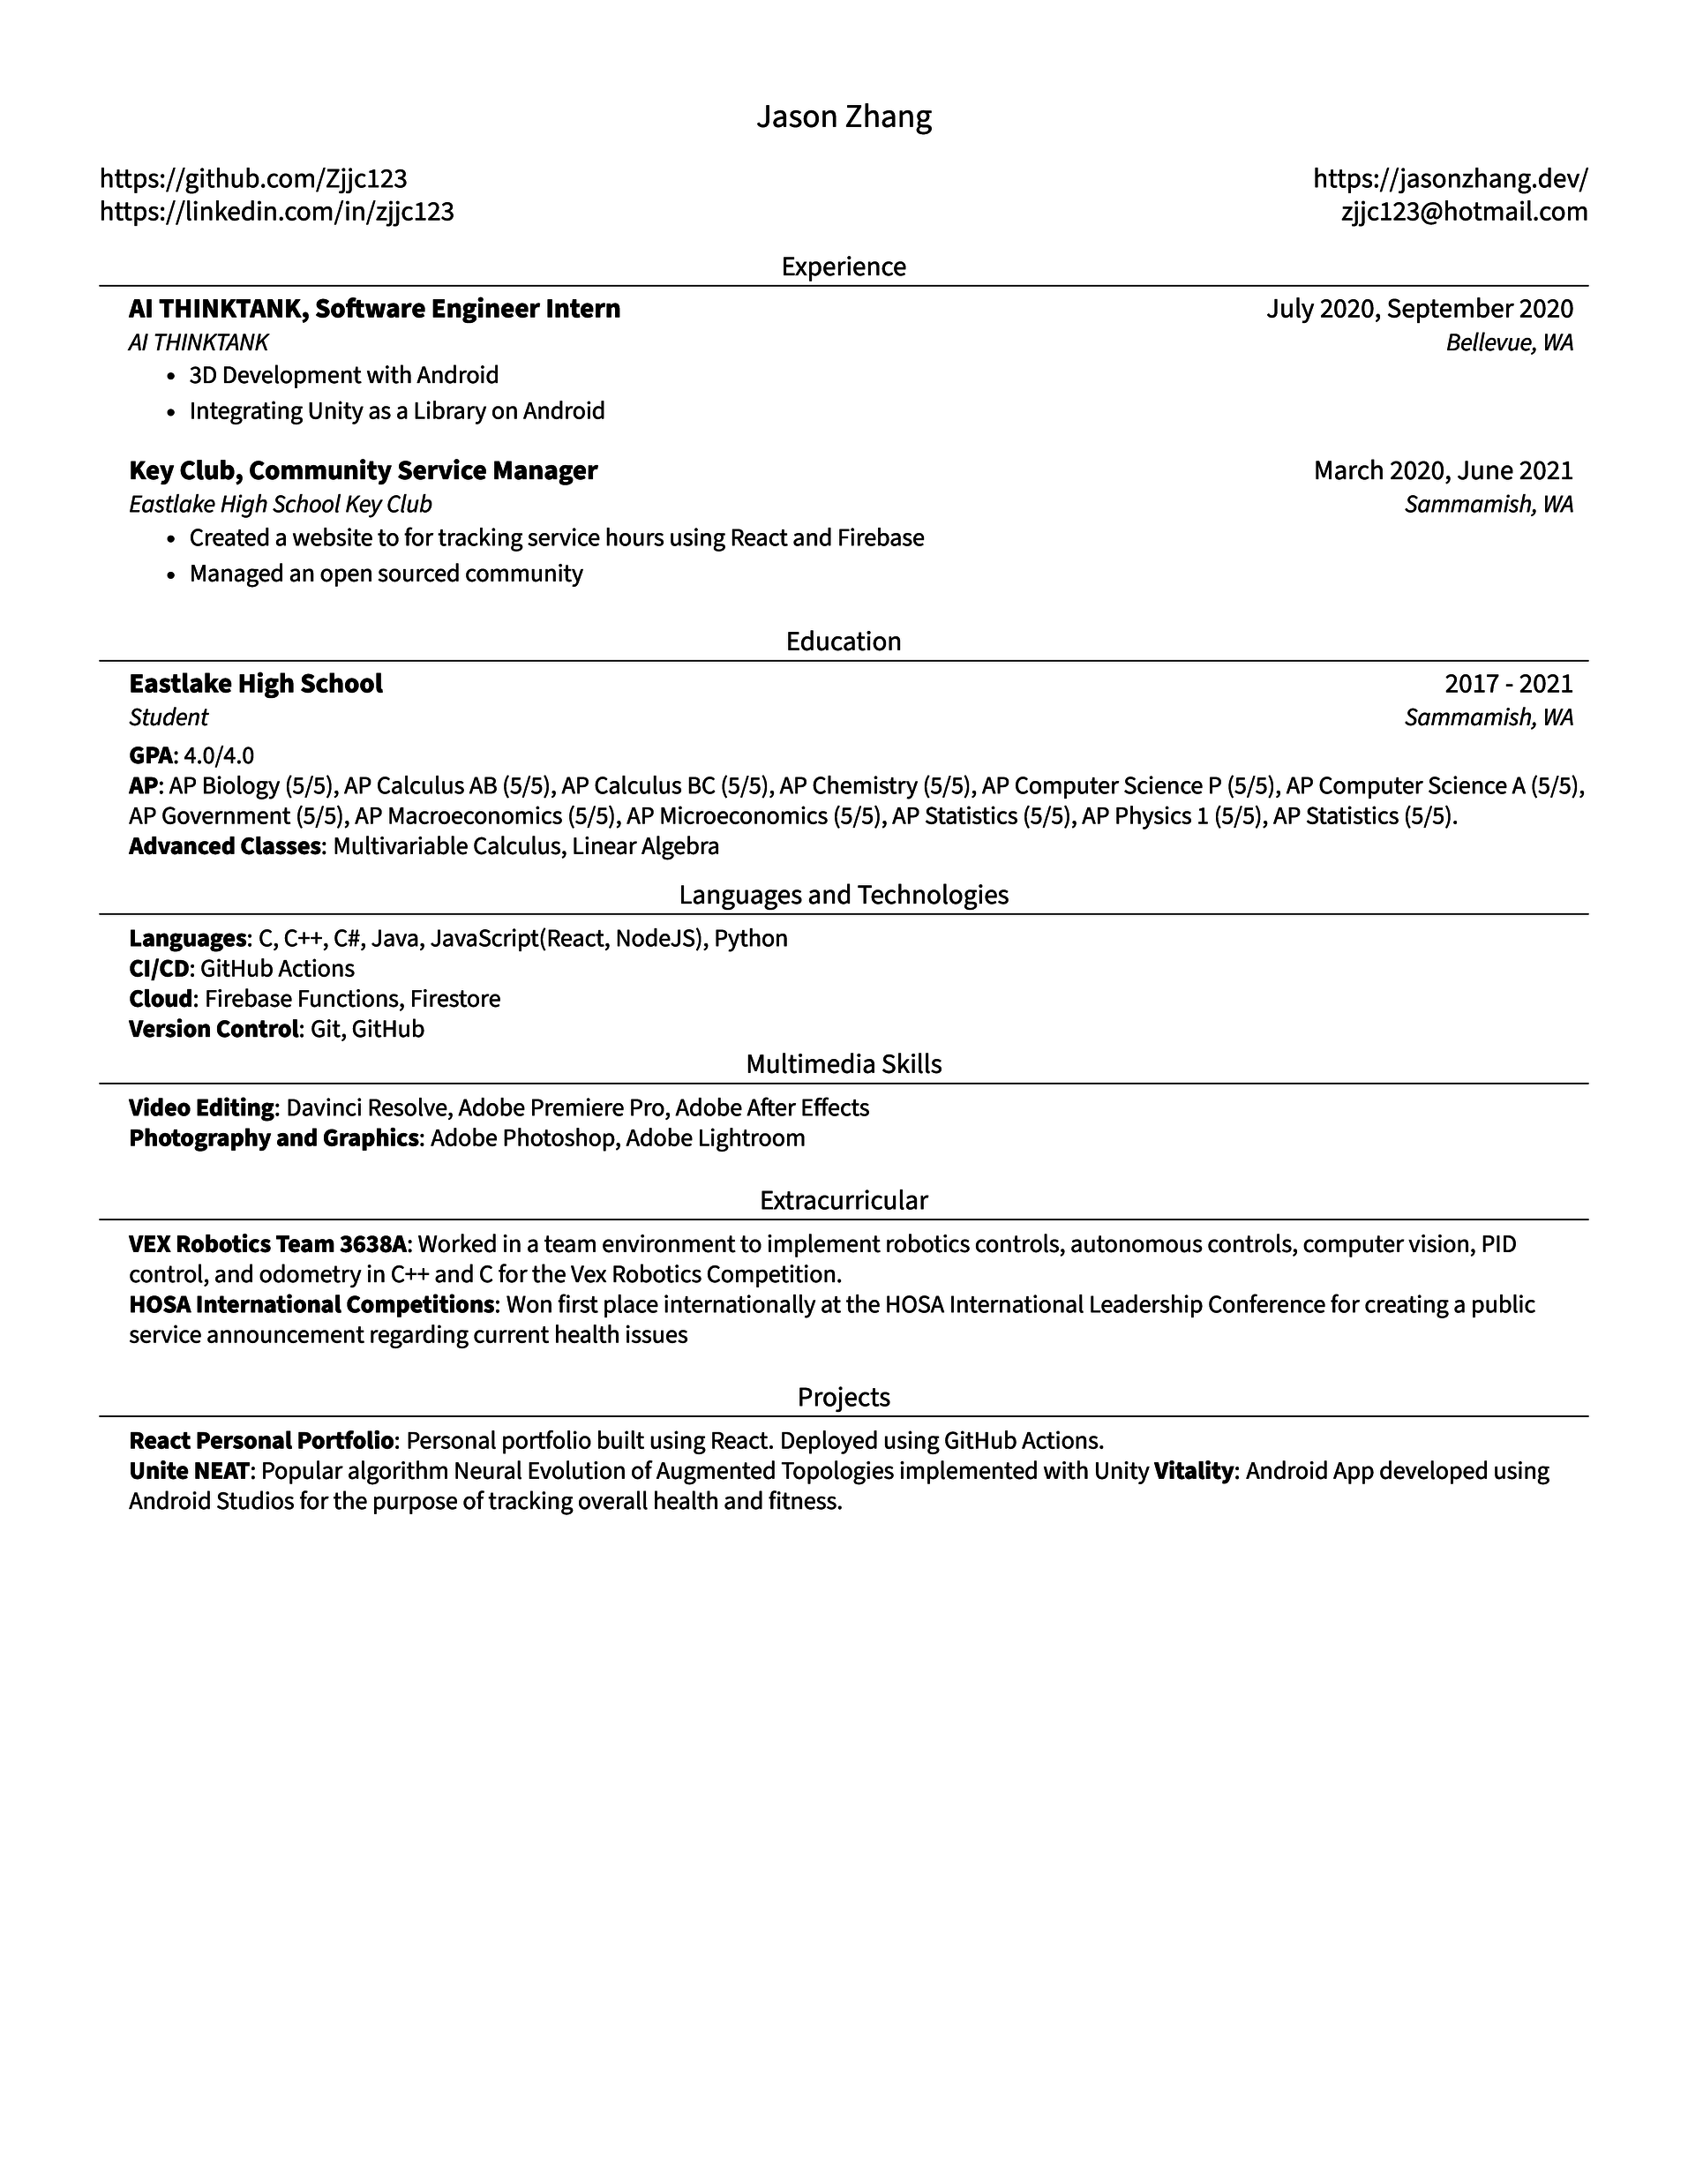 Jason Zhang
https://github.com/Zjjc123 https://jasonzhang.dev/
https://linkedin.com/in/zjjc123 zjjc123@hotmail.com
Experience
AI THINKTANK, Software Engineer Intern July 2020, September 2020
AI THINKTANK Bellevue, WA
• 3D Development with Android
• Integrating Unity as a Library on Android
Key Club, Community Service Manager March 2020, June 2021
Eastlake High School Key Club Sammamish, WA
• Created a website to for tracking service hours using React and Firebase
• Managed an open sourced community
Education
Eastlake High School 2017 - 2021
Student Sammamish, WA
GPA: 4.0/4.0
AP: AP Biology (5/5), AP Calculus AB (5/5), AP Calculus BC (5/5), AP Chemistry (5/5), AP Computer Science P (5/5), AP Computer Science A (5/5),
AP Government (5/5), AP Macroeconomics (5/5), AP Microeconomics (5/5), AP Statistics (5/5), AP Physics 1 (5/5), AP Statistics (5/5).
Advanced Classes: Multivariable Calculus, Linear Algebra
Languages and Technologies
Languages: C, C++, C#, Java, JavaScript(React, NodeJS), Python
CI/CD: GitHub Actions
Cloud: Firebase Functions, Firestore
Version Control: Git, GitHub
Multimedia Skills
Video Editing: Davinci Resolve, Adobe Premiere Pro, Adobe After Effects
Photography and Graphics: Adobe Photoshop, Adobe Lightroom
Extracurricular
VEX Robotics Team 3638A: Worked in a team environment to implement robotics controls, autonomous controls, computer vision, PID
control, and odometry in C++ and C for the Vex Robotics Competition.
HOSA International Competitions: Won first place internationally at the HOSA International Leadership Conference for creating a public
service announcement regarding current health issues
Projects
React Personal Portfolio: Personal portfolio built using React. Deployed using GitHub Actions.
Unite NEAT: Popular algorithm Neural Evolution of Augmented Topologies implemented with Unity Vitality: Android App developed using
Android Studios for the purpose of tracking overall health and fitness.